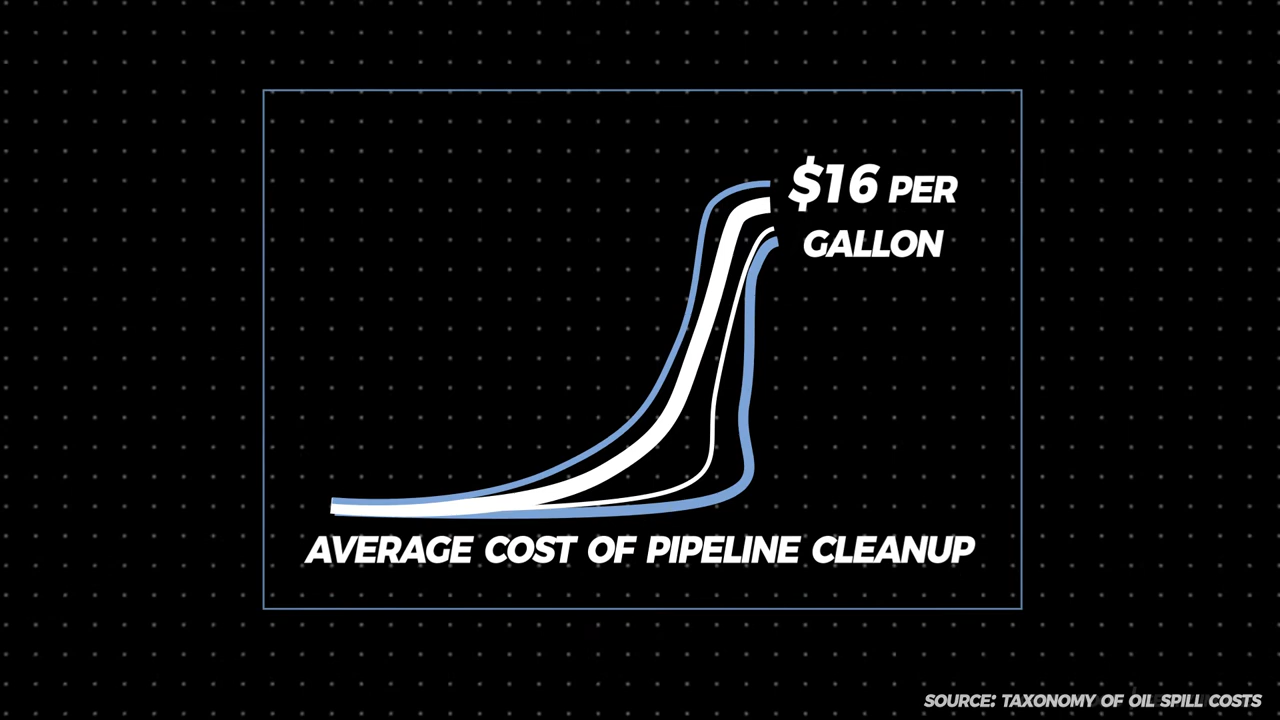 $16 PER
GALLON
AVERAGE COST OF PIPELINE CLEANUP
SOURCE: TAXONOMY OF OIL SPILL COSTS